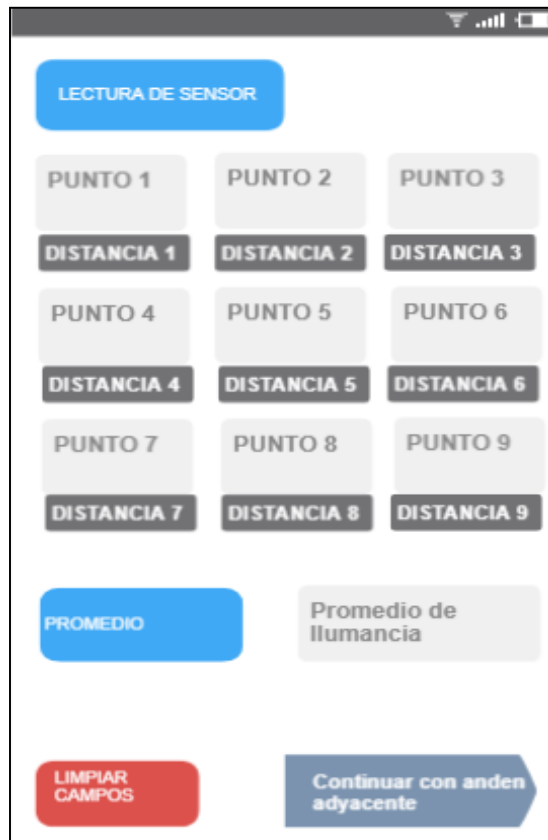 LECTURA DE SENSOR
PUNTO 1
PUNTO 2
PUNTO 3
DISTANCIA 1
DISTANCIA 2
DISTANCIA 3
PUNTO 4
PUNTO 5
PUNTO 6
DISTANCIA 4
DISTANCIA 5
DISTANCIA 6
PUNTO 7
PUNTO 8
PUNTO 9
DISTANCIA 7
DISTANCIA 8
DISTANCIA 9
PROMEDIO
Promedio de
Ilumancia
LIMPIAR
CAMPOS
Continuar con anden
adyacente